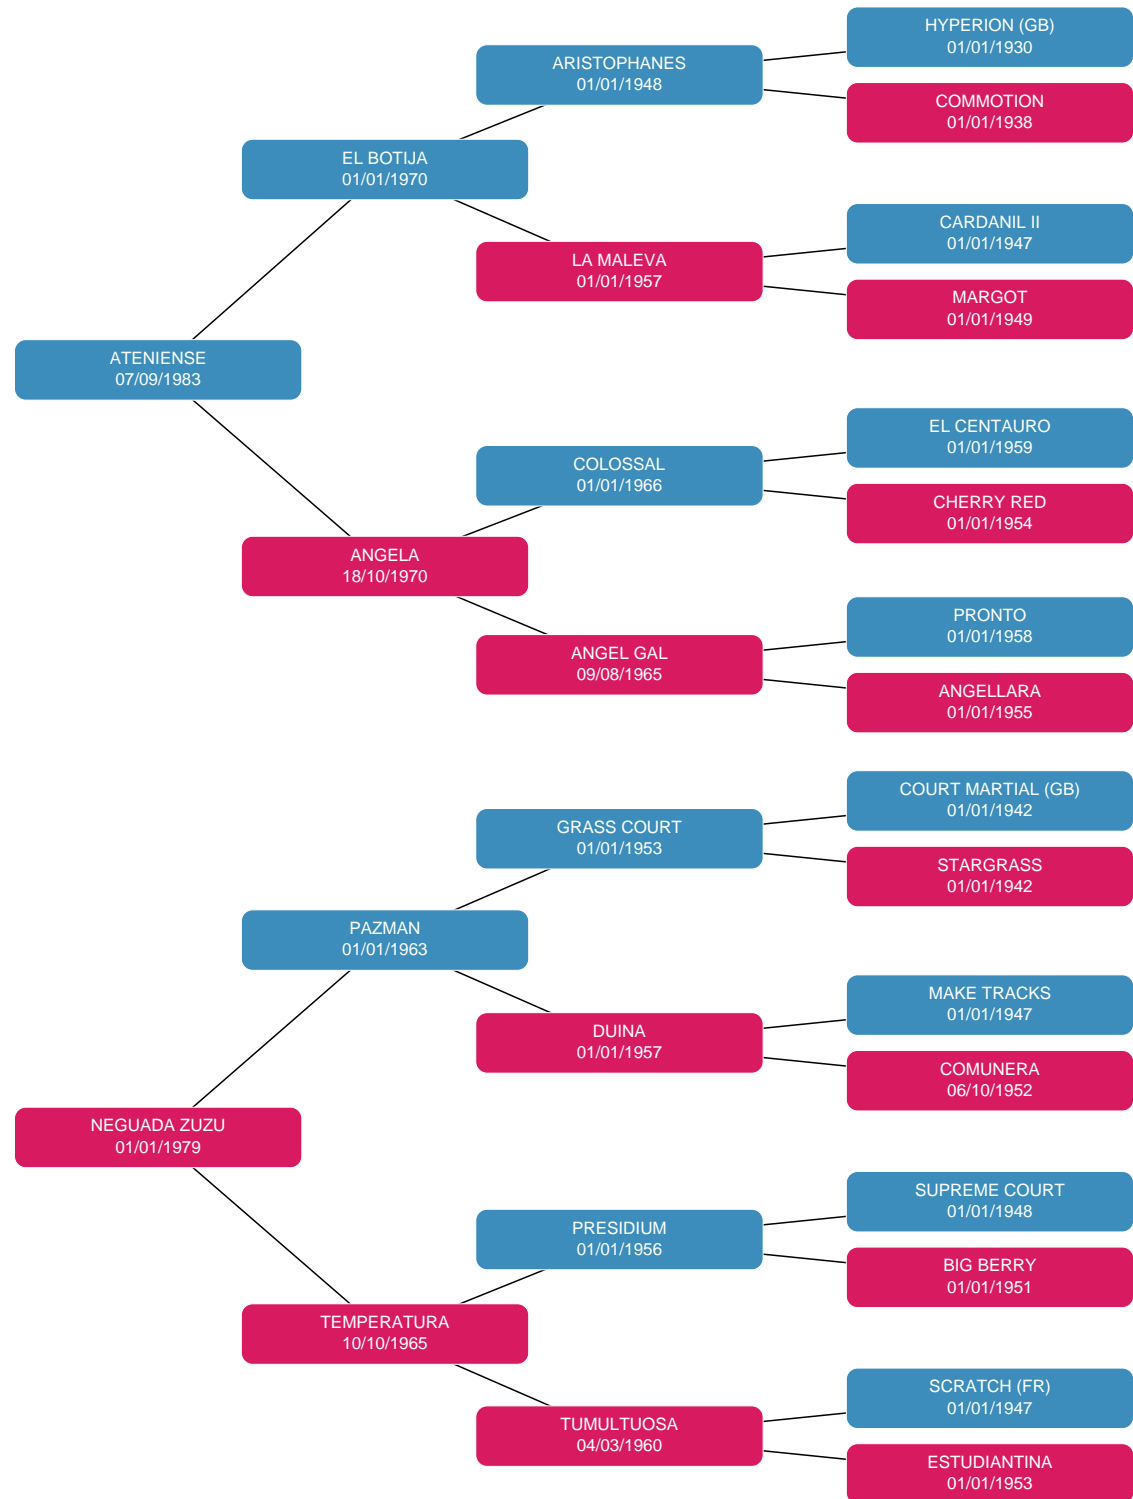 HYPERION (GB)
01/01/1930
ARISTOPHANES
01/01/1948
COMMOTION
01/01/1938
EL BOTIJA
01/01/1970
CARDANIL II
01/01/1947
LA MALEVA
01/01/1957
MARGOT
01/01/1949
ATENIENSE
07/09/1983
EL CENTAURO
01/01/1959
COLOSSAL
01/01/1966
CHERRY RED
01/01/1954
ANGELA
18/10/1970
PRONTO
01/01/1958
ANGEL GAL
09/08/1965
ANGELLARA
01/01/1955
COURT MARTIAL (GB)
01/01/1942
GRASS COURT
01/01/1953
STARGRASS
01/01/1942
PAZMAN
01/01/1963
MAKE TRACKS
01/01/1947
DUINA
01/01/1957
COMUNERA
06/10/1952
NEGUADA ZUZU
01/01/1979
SUPREME COURT
01/01/1948
PRESIDIUM
01/01/1956
BIG BERRY
01/01/1951
TEMPERATURA
10/10/1965
SCRATCH (FR)
01/01/1947
TUMULTUOSA
04/03/1960
ESTUDIANTINA
01/01/1953